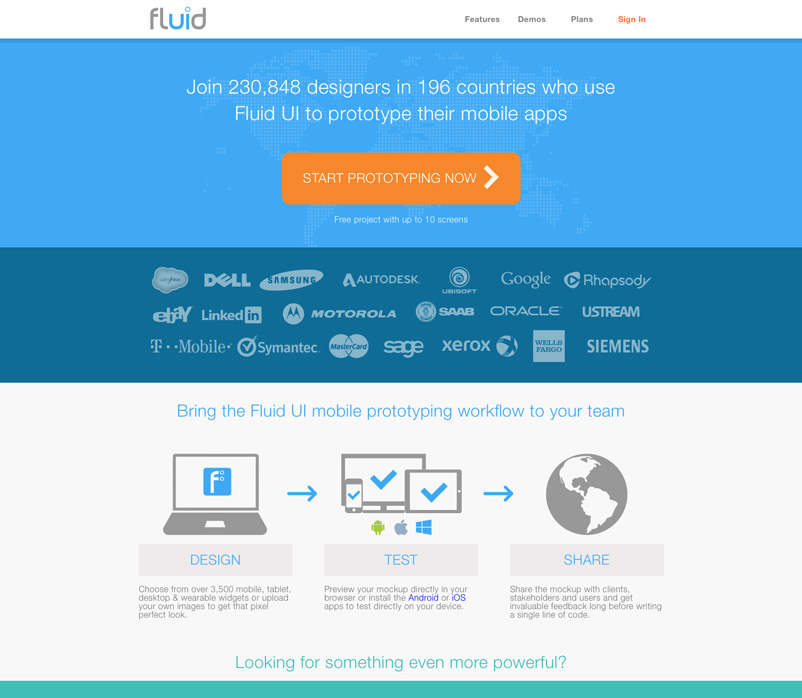 fluid
Features Demos Plans Sign In
Join 230,848 designers in 196 countries who use
Fluid UI to prototype their mobile apps
START PROTOTYPING NOW
Free project with up to 10 screens
salesforce DELL SAMSUNG AUTODESK UBISOFT Google Rhapsody
ebay LinkedIn MOTOROLA SAAB ORACLE USTREAM
T··Mobile· Symantec. MasterCard sage xerox WELLS FARGO SIEMENS
Bring the Fluid UI mobile prototyping workflow to your team
DESIGN
Choose from over 3,500 mobile, tablet,
desktop & wearable widgets or upload
your own images to get that pixel
perfect look.
TEST
Preview your mockup directly in your
browser or install the Android or iOS
apps to test directly on your device.
SHARE
Share the mockup with clients,
stakeholders and users and get
invaluable feedback long before writing
a single line of code.
Looking for something even more powerful?